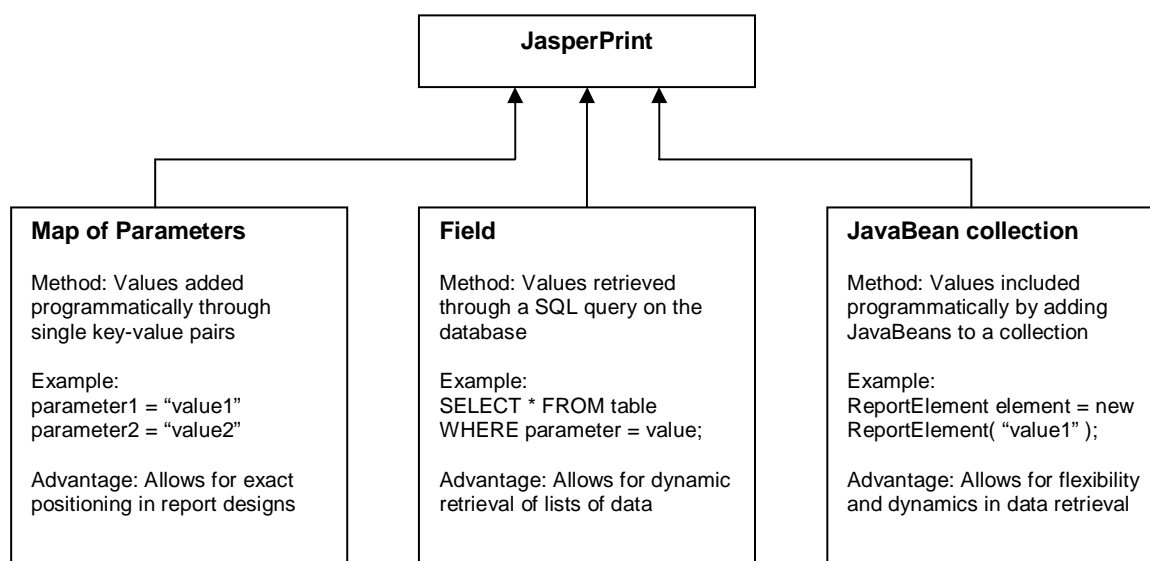 JasperPrint
Map of Parameters
Method: Values added
programmatically through
single key-value pairs
Example:
parameter1 = “value1”
parameter2 = “value2”
Advantage: Allows for exact
positioning in report designs
Field
Method: Values retrieved
through a SQL query on the
database
Example:
SELECT * FROM table
WHERE parameter = value;
Advantage: Allows for dynamic
retrieval of lists of data
JavaBean collection
Method: Values included
programmatically by adding
JavaBeans to a collection
Example:
ReportElement element = new
ReportElement( “value1” );
Advantage: Allows for flexibility
and dynamics in data retrieval